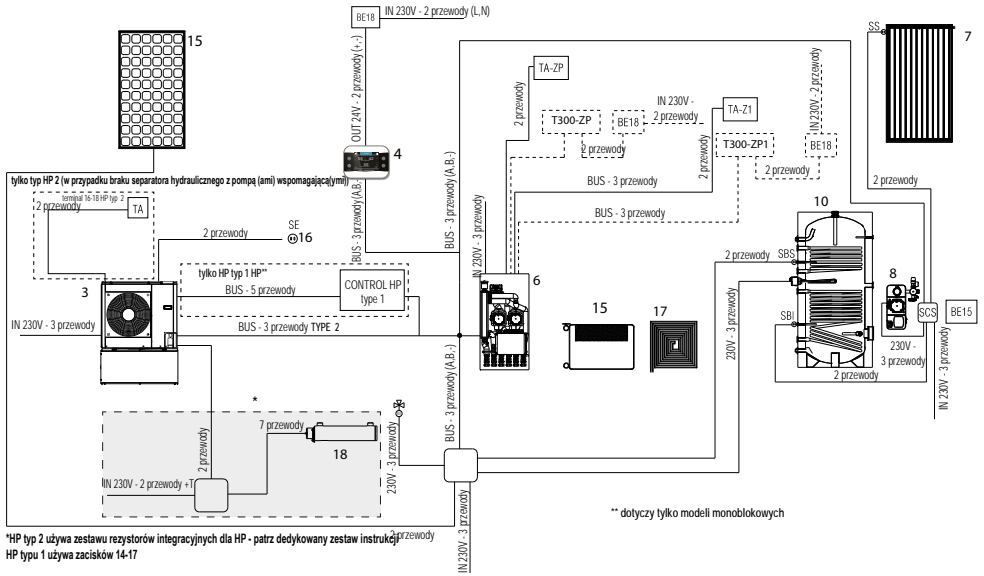 BE18
IN 230V - 2 przewody (L,N)
15
OUT 24V - 2 przewody (+.-)
4
SS
7
TA-ZP
2 przewody
T300-ZP
BE18
IN 230V -
2 przewody
2 przewody
TA-Z1
2 przewody
T300-ZP1
BE18
IN 230V - 2 przewody
2 przewody
tylko typ HP 2 (w przypadku braku separatora hydraulicznego z pompą (ami) wspomagającą(ymi))
terminal 16-18 HP typ 2
2 przewody
TA
BUS - 3 przewody (A,B,-)
BUS - 3 przewody (A,B,-)
BUS - 3 przewody
BUS - 3 przewody
2 przewody
10
SE
16
2 przewody
IN 230V - 3 przewody
6
2 przewody
SBS
8
3
tylko HP typ 1 HP**
BUS - 5 przewody
CONTROL HP
type 1
IN 230V - 3 przewody
BUS - 3 przewody TYPE 2
15
17
230V - 3 przewody
SBI
SCS
BE15
230V -
3 przewody
2 przewody
IN 230V - 3 przewody
BUS - 3 przewody (A,B,-)
*
7 przewody
18
2 przewody
230V - 3 przewody
IN 230V - 2 przewody +T
IN 230V - 3 przewody
** dotyczy tylko modeli monoblokowych
2 przewody
*HP typ 2 używa zestawu rezystorów integracyjnych dla HP - patrz dedykowany zestaw instrukcji
HP typu 1 używa zacisków 14-17